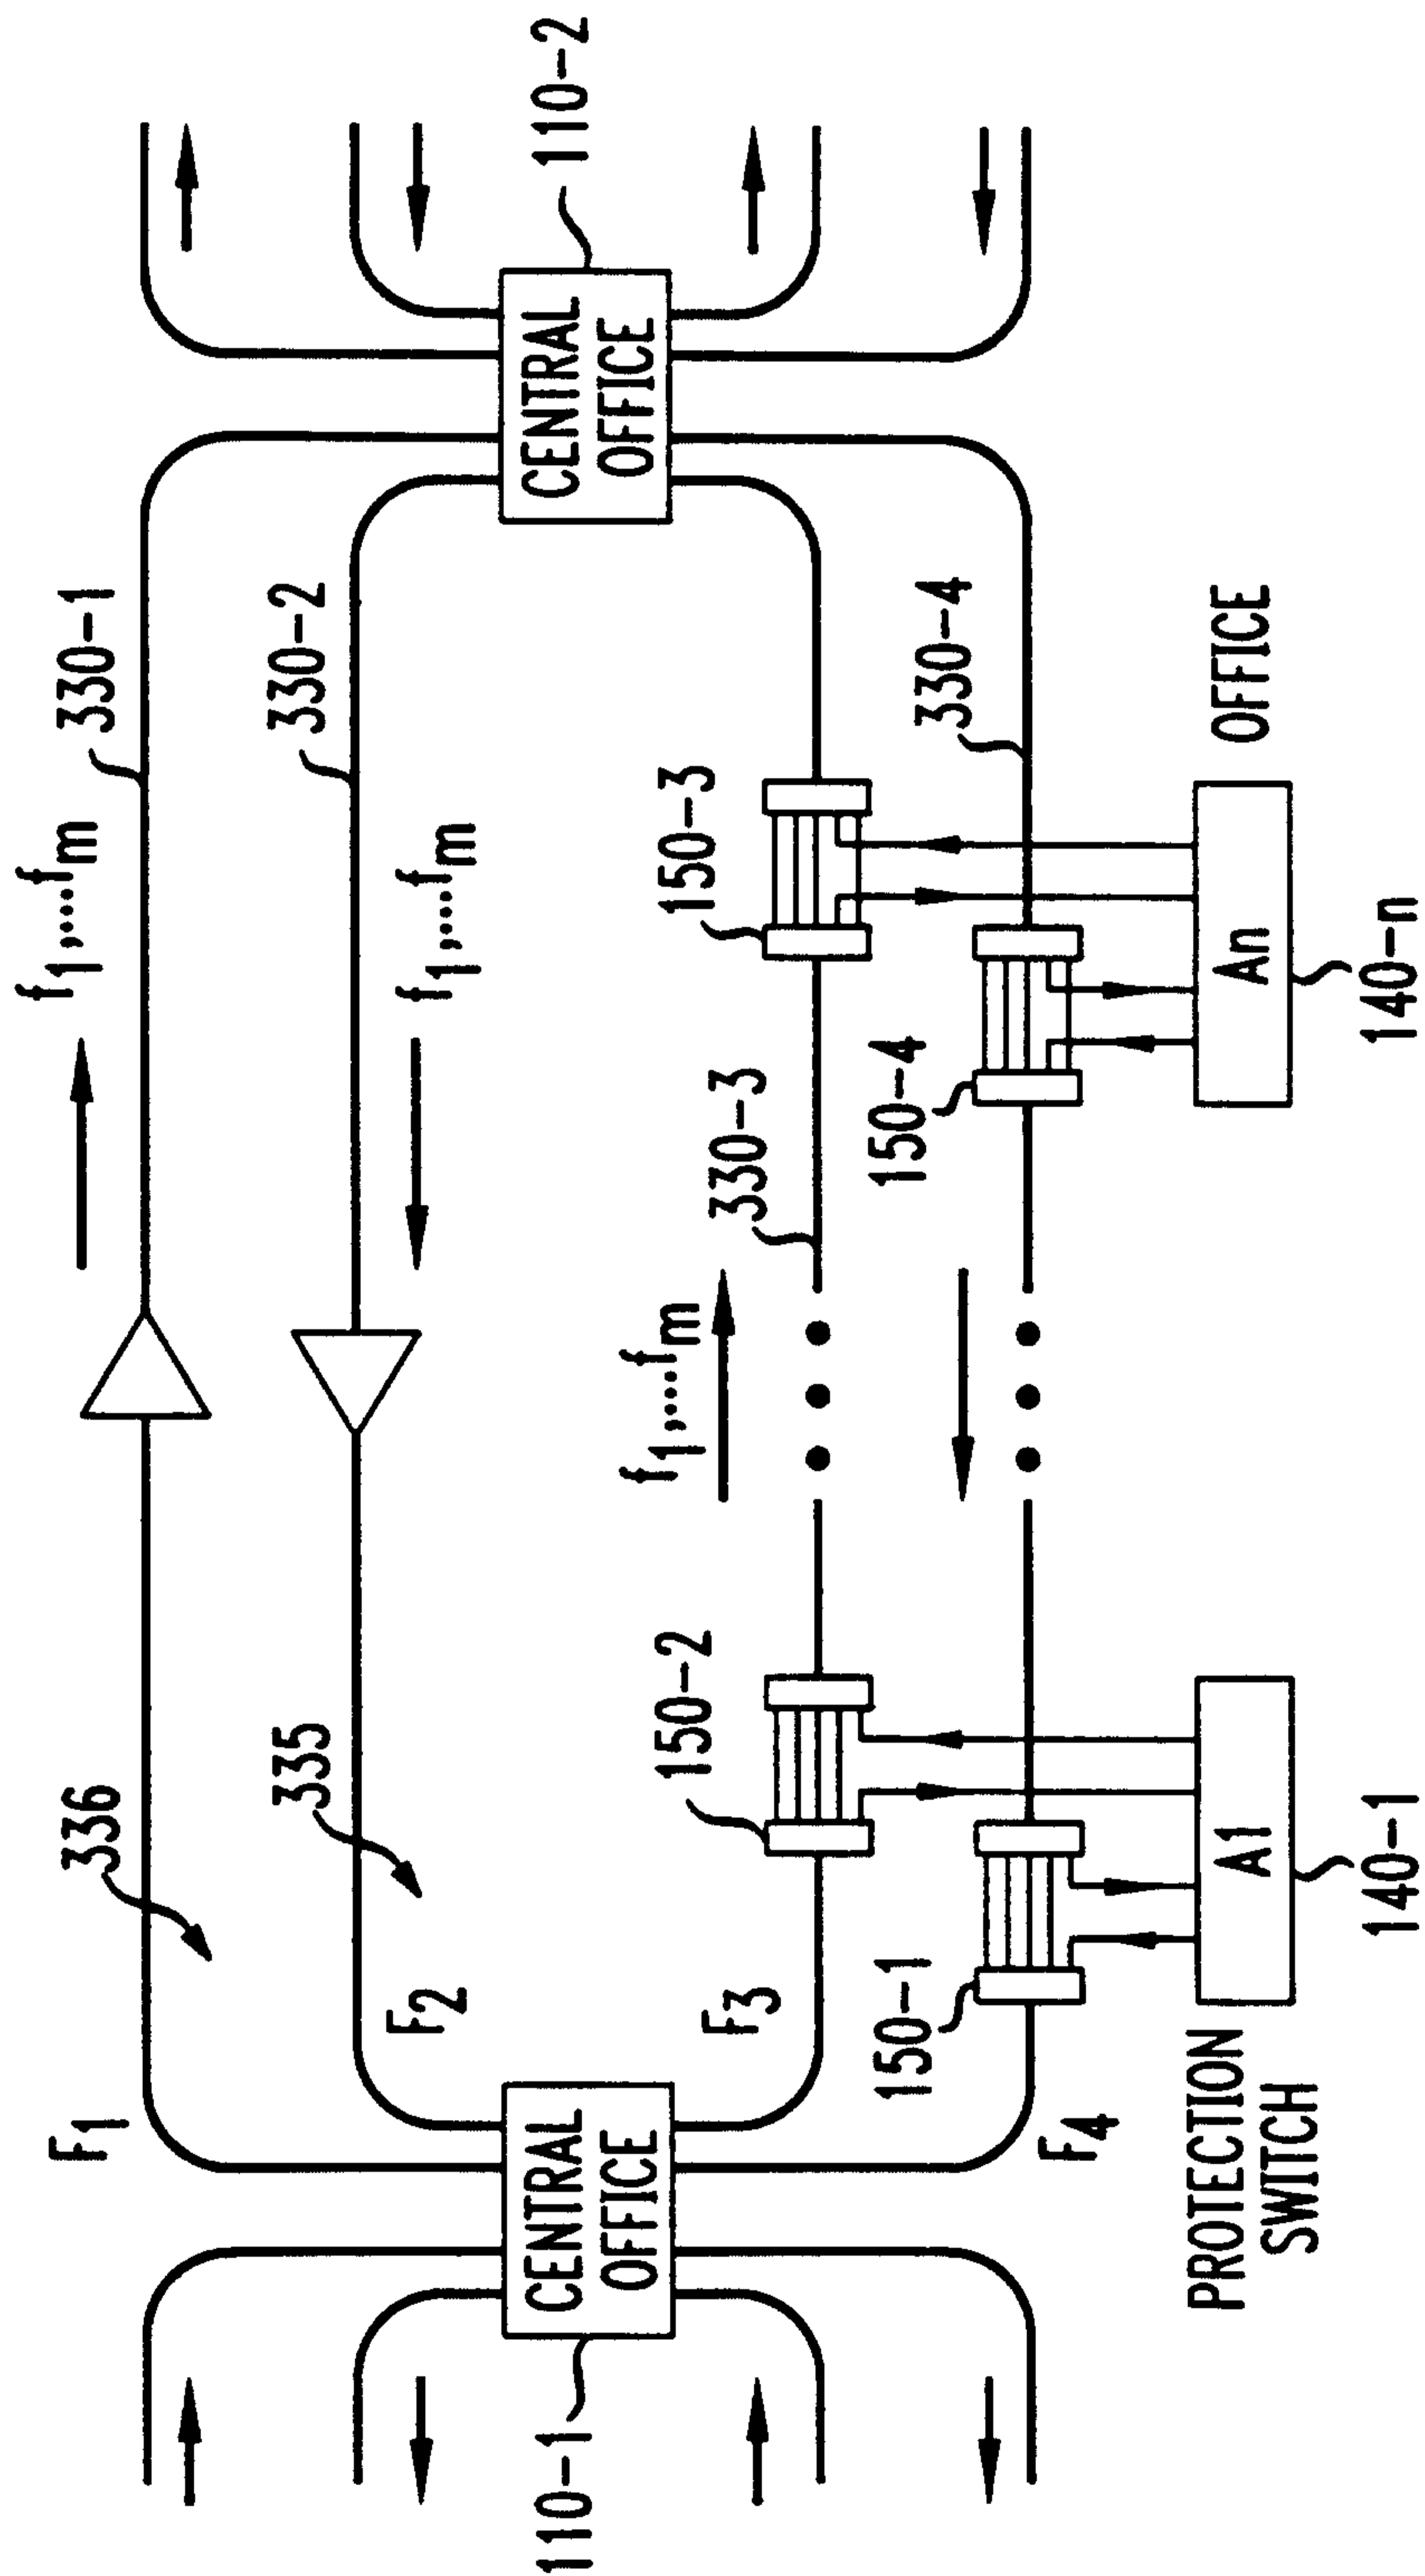 f1,...fm
330-1
336
F1
330-2
f1,...fm
335
F2
110-1
CENTRAL
OFFICE
CENTRAL
OFFICE
110-2
F3
150-2
f1,...fm
330-3
150-3
150-1
F4
150-4
330-4
PROTECTION
SWITCH
A1
140-1
An
140-n
OFFICE